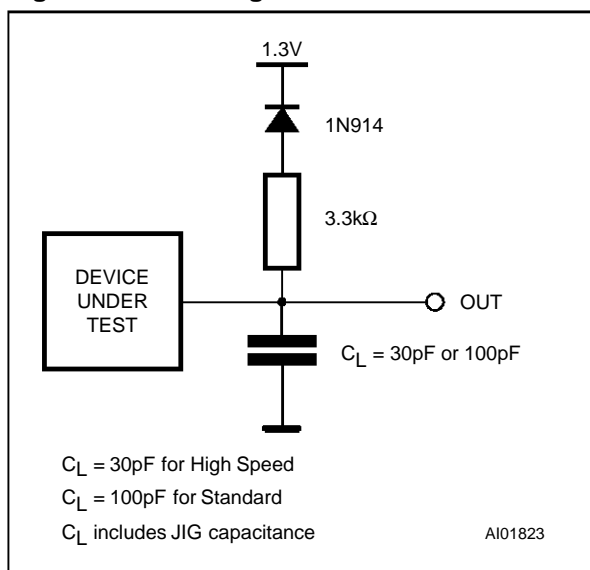 1.3V
1N914
3.3kΩ
DEVICE
UNDER
TEST
OUT
CL = 30pF or 100pF
CL = 30pF for High Speed
CL = 100pF for Standard
CL includes JIG capacitance
AI01823